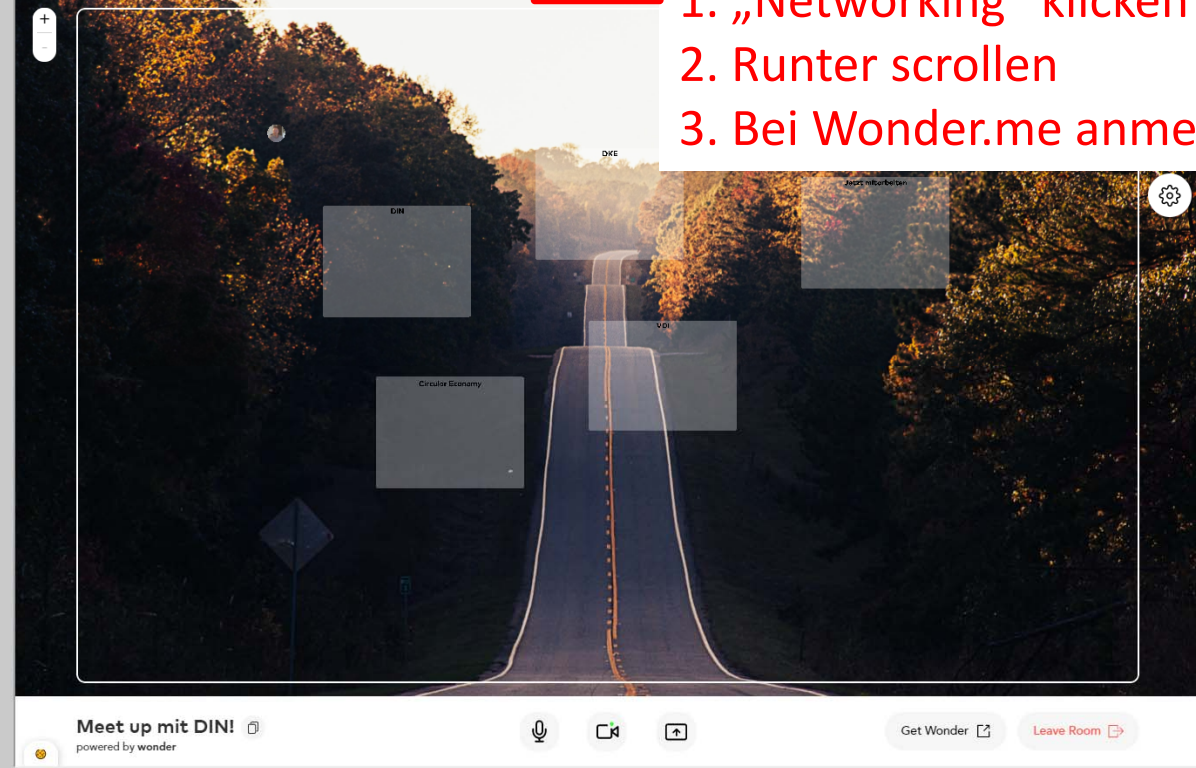 1. „Networking“ klicken
2. Runter scrollen
3. Bei Wonder.me anme
DKE
Jetzt mitarbeiten
DIN
VDI
Circular Economy
Meet up mit DIN!
powered by wonder
Get Wonder
Leave Room